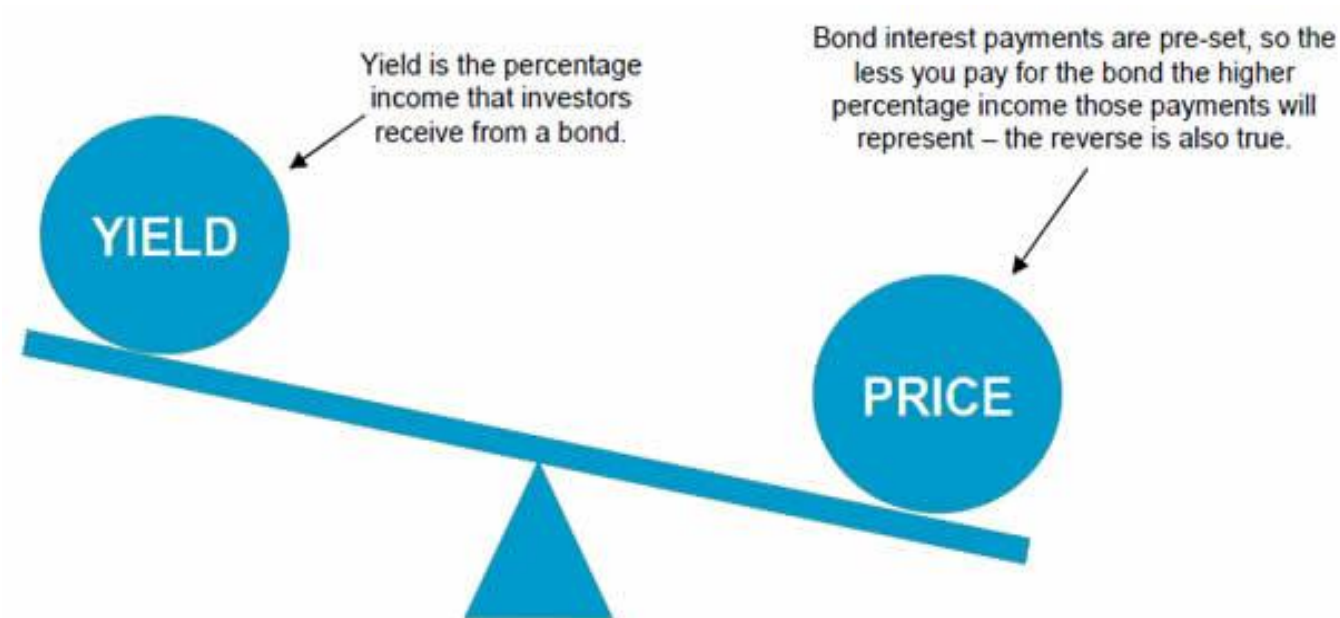 Yield is the percentage
income that investors
receive from a bond.
Bond interest payments are pre-set, so the
less you pay for the bond the higher
percentage income those payments will
represent – the reverse is also true.
YIELD
PRICE